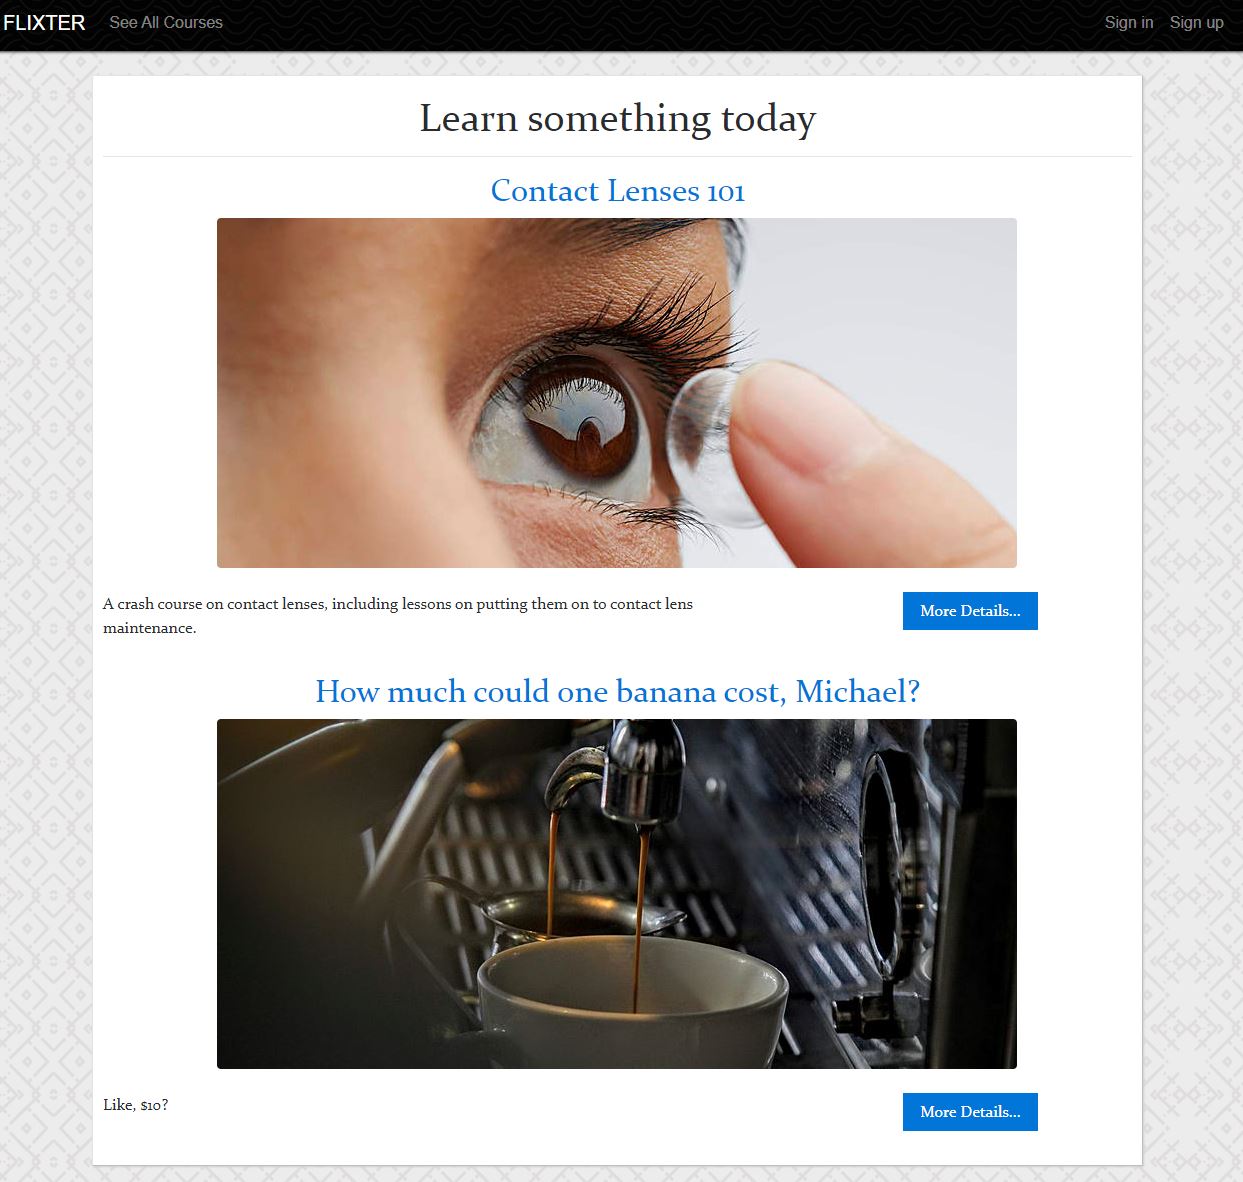 FLIXTER See All Courses Sign in Sign up
Learn something today
Contact Lenses 101
A crash course on contact lenses, including lessons on putting them on to contact lens
maintenance.
More Details...
How much could one banana cost, Michael?
Like, $10?
More Details...